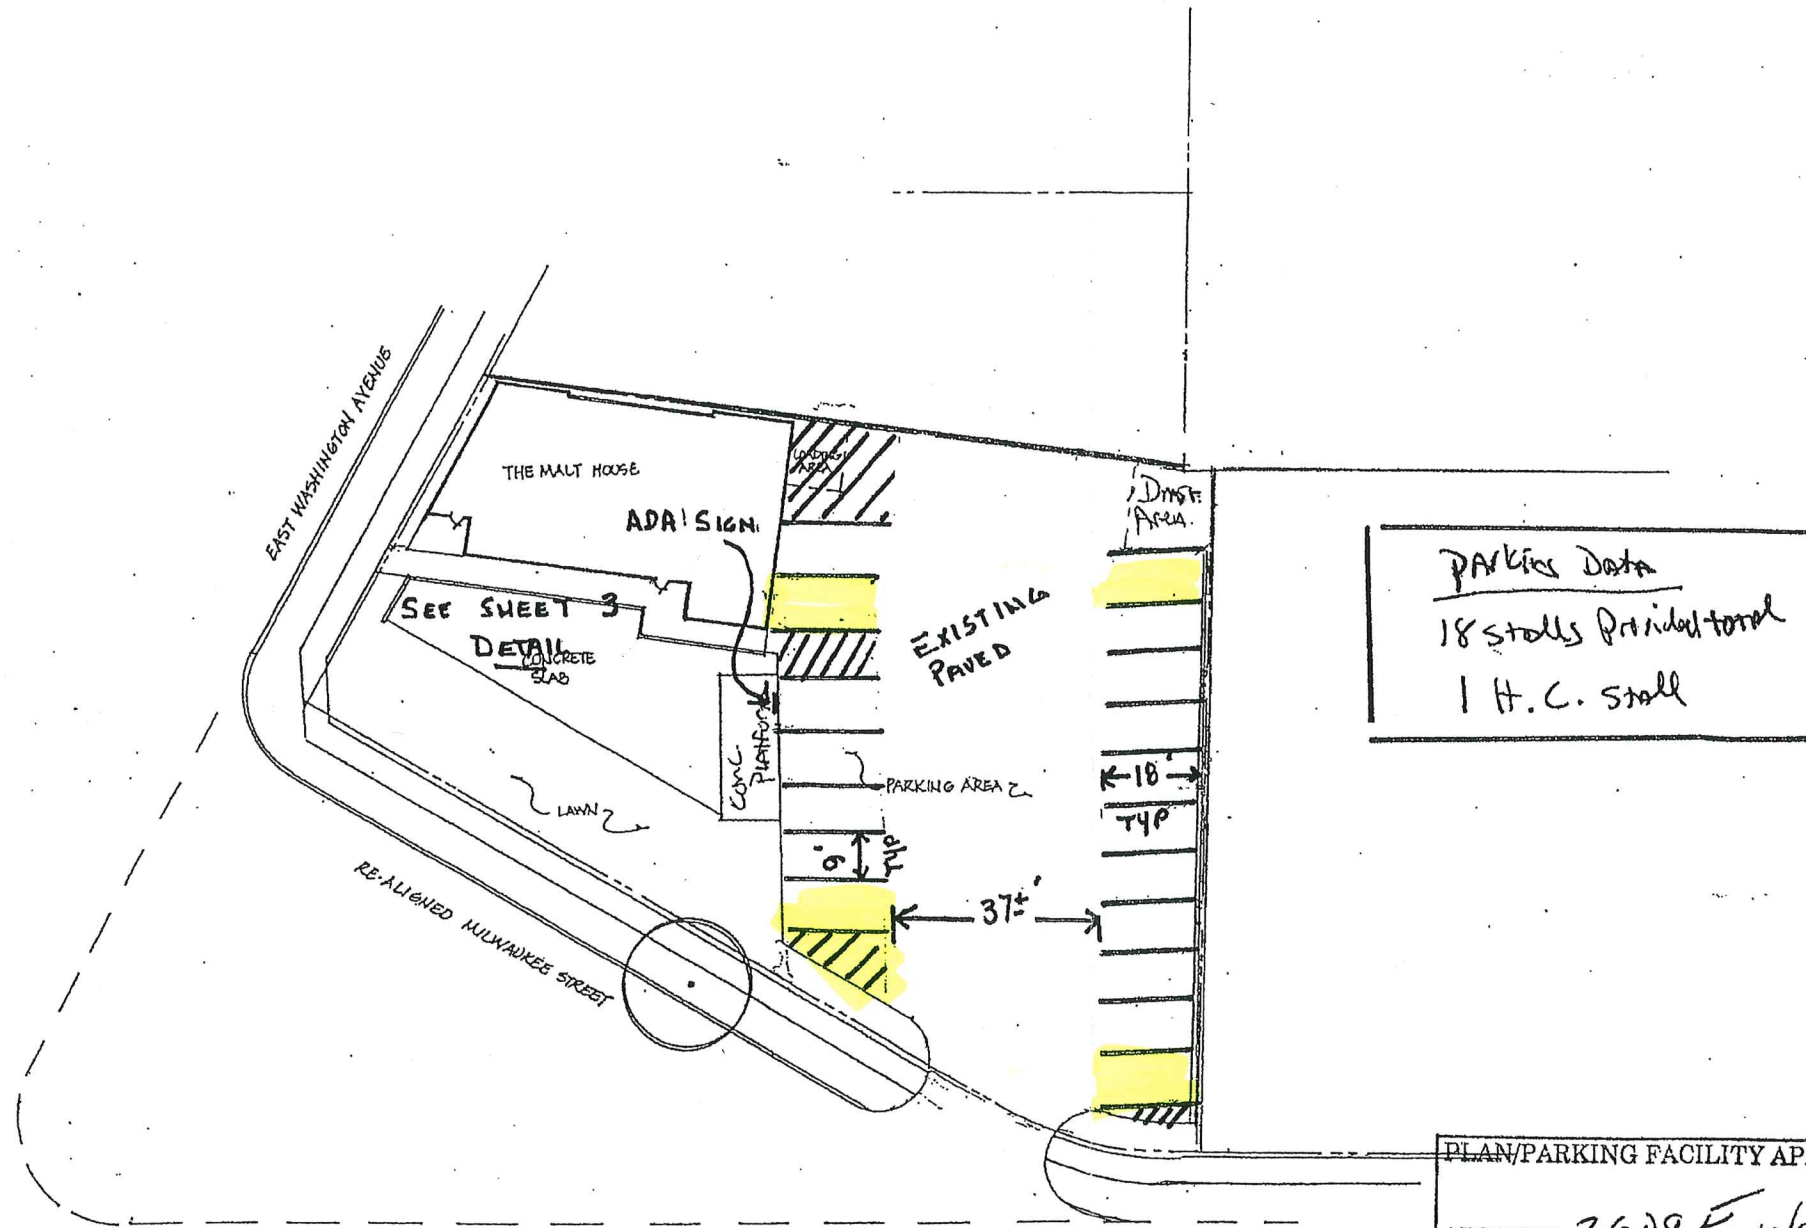 EAST WASHINGTON AVENUE
THE MALT HOUSE
LOADING
AREA
ADA SIGN
SEE SHEET 3
DETAIL
CONCRETE
SLAB
CONC
PLATFORM
LAWN
RE-ALIGNED MILWAUKEE STREET
EXISTING
PAVED
PARKING AREA
9'
Typ
37±'
AREA.
18'
TYP
PARKING DATA
18 Stalls Provided total
1 H.C. Stall
PLAN/PARKING FACILITY AP